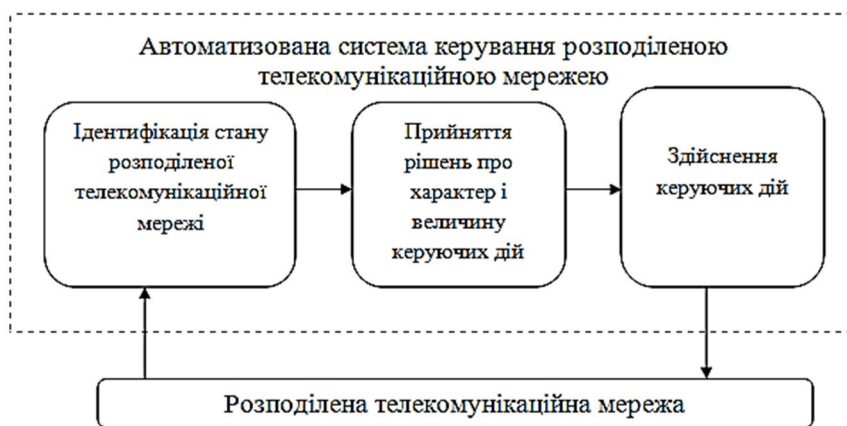 Автоматизована система керування розподіленою
телекомунікаційною мережею
Ідентифікація стану
розподіленої
телекомунікаційної
мережі
Прийняття
рішень про
характер і
величину
керуючих дій
Здійснення
керуючих дій
Розподілена телекомунікаційна мережа